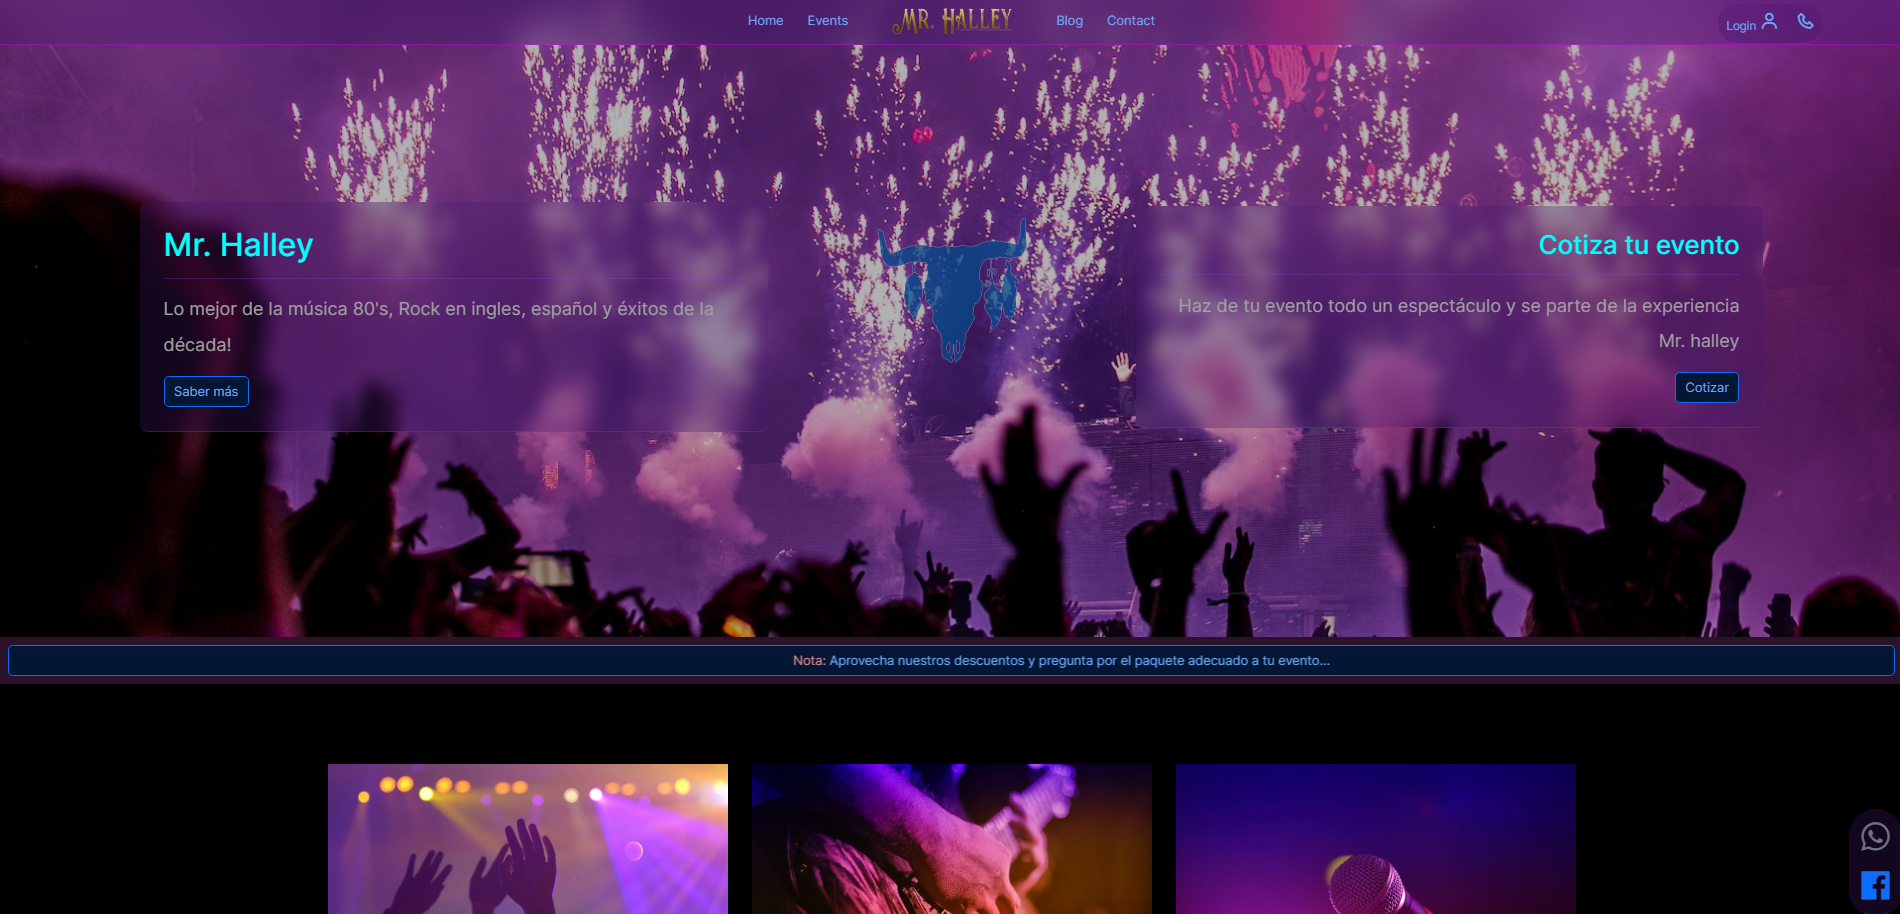 Home Events MR. HALLEY Blog Contact Login
Mr. Halley
Lo mejor de la música 80's, Rock en ingles, español y éxitos de la
década!
Saber más
Cotiza tu evento
Haz de tu evento todo un espectáculo y se parte de la experiencia
Mr. halley
Cotizar
Nota: Aprovecha nuestros descuentos y pregunta por el paquete adecuado a tu evento...